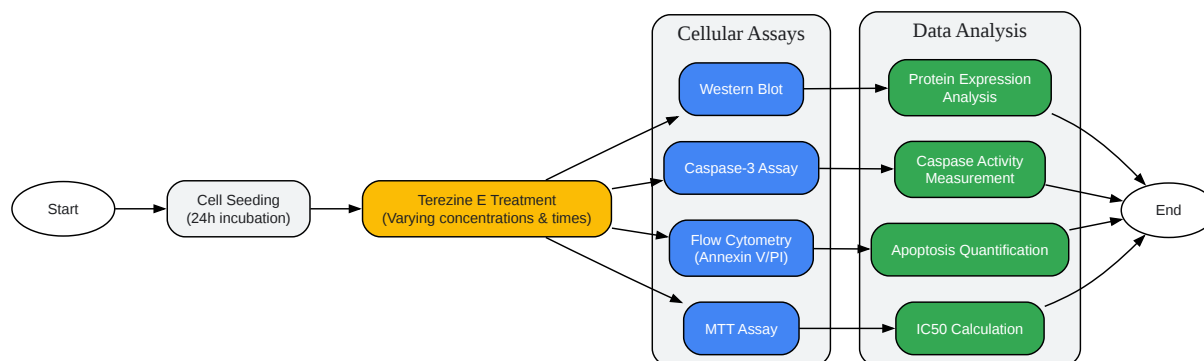 Start
Cell Seeding
(24h incubation)
Terezine E Treatment
(Varying concentrations & times)
Cellular Assays
Western Blot
Caspase-3 Assay
Flow Cytometry
(Annexin V/PI)
MTT Assay
Data Analysis
Protein Expression
Analysis
Caspase Activity
Measurement
Apoptosis Quantification
IC50 Calculation
End